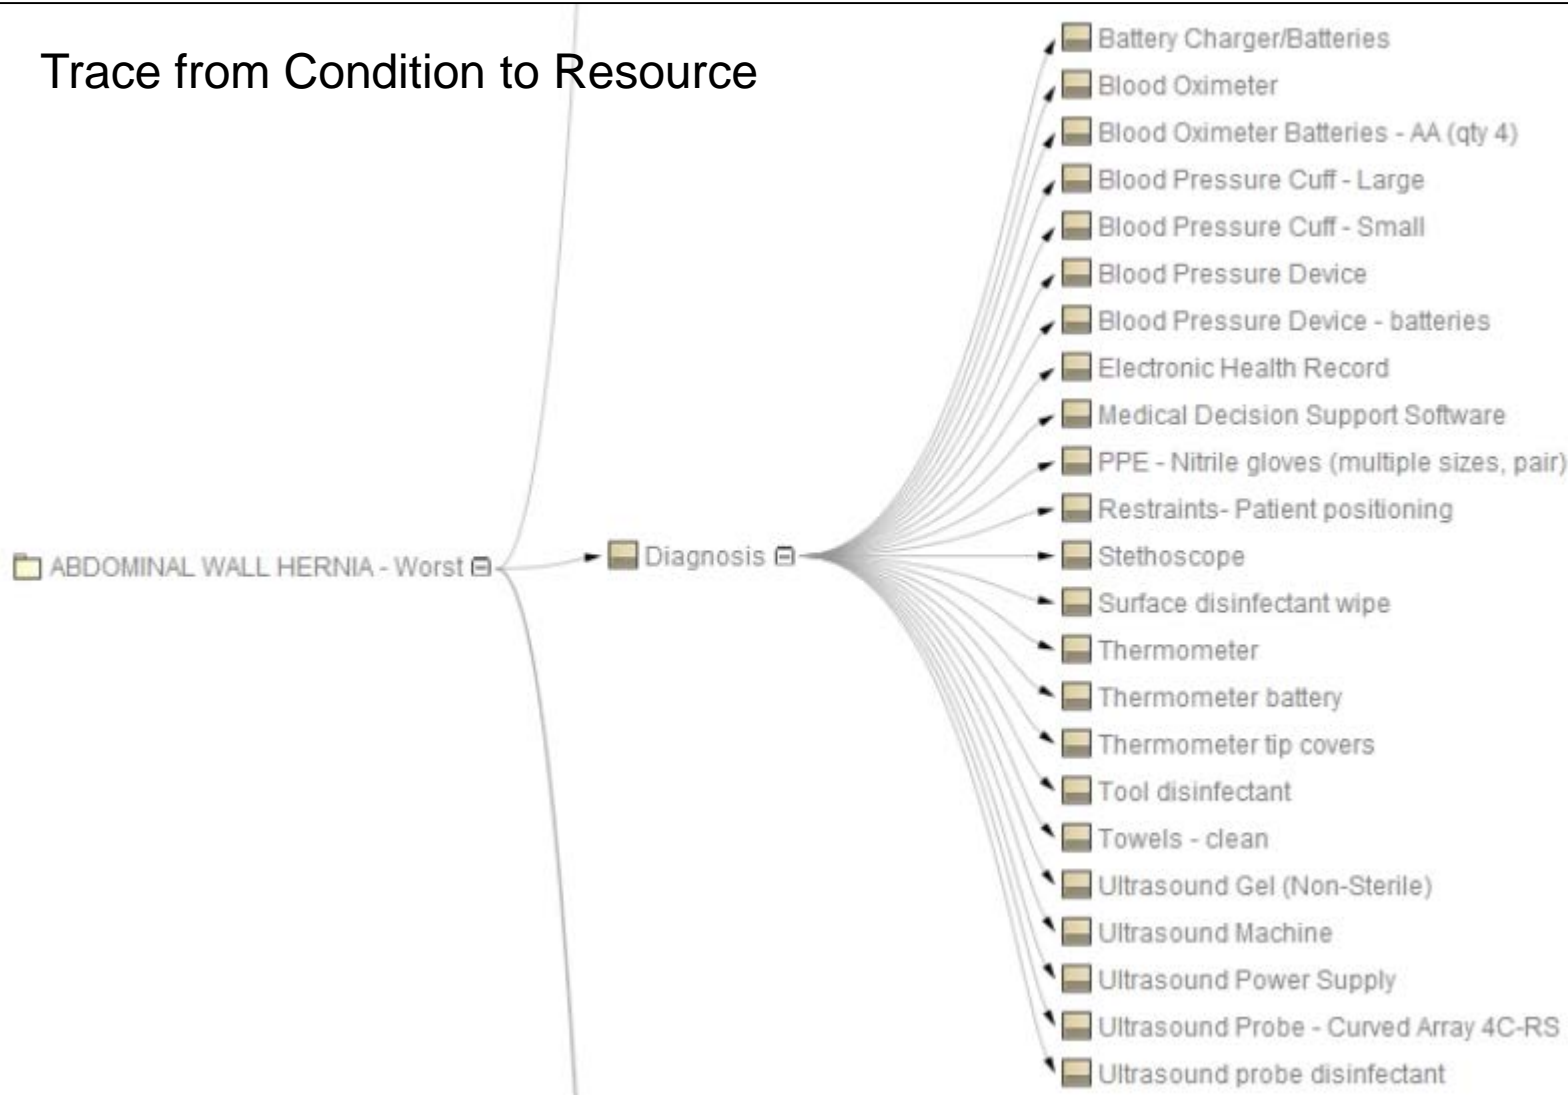 Trace from Condition to Resource
ABDOMINAL WALL HERNIA - Worst
Diagnosis
Battery Charger/Batteries
Blood Oximeter
Blood Oximeter Batteries - AA (qty 4)
Blood Pressure Cuff - Large
Blood Pressure Cuff - Small
Blood Pressure Device
Blood Pressure Device - batteries
Electronic Health Record
Medical Decision Support Software
PPE - Nitrile gloves (multiple sizes, pair)
Restraints- Patient positioning
Stethoscope
Surface disinfectant wipe
Thermometer
Thermometer battery
Thermometer tip covers
Tool disinfectant
Towels - clean
Ultrasound Gel (Non-Sterile)
Ultrasound Machine
Ultrasound Power Supply
Ultrasound Probe - Curved Array 4C-RS
Ultrasound probe disinfectant